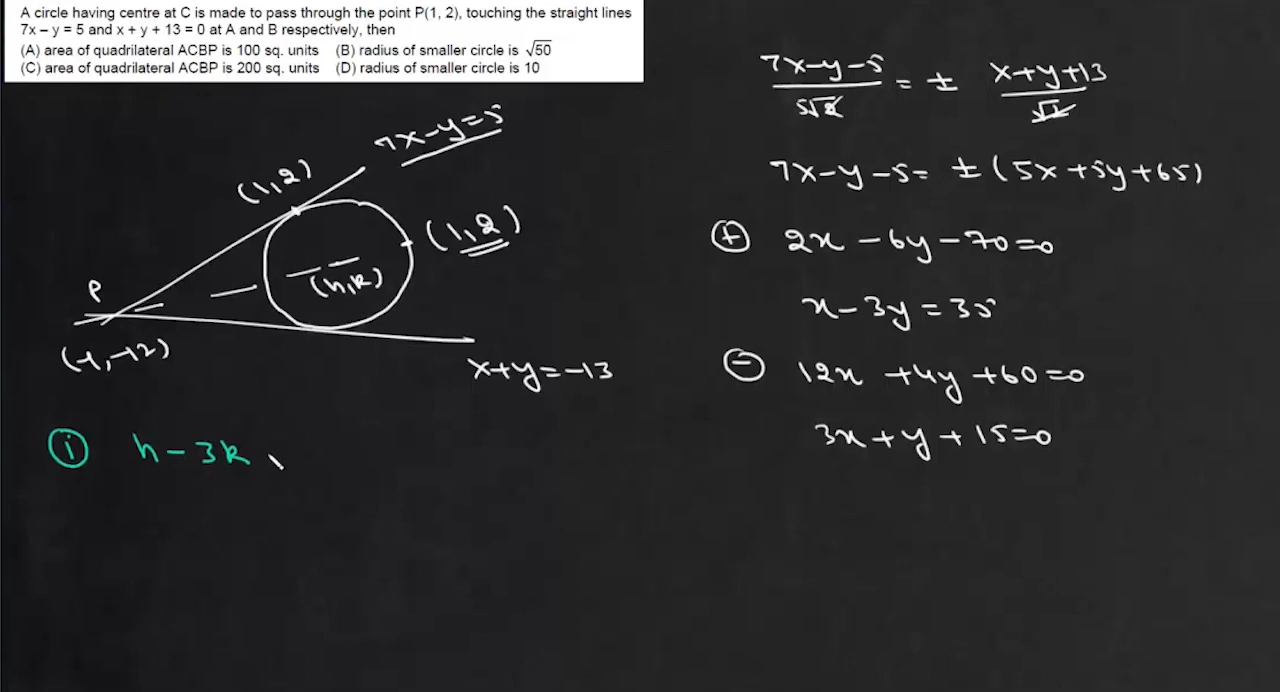 A circle having centre at C is made to pass through the point P(1, 2), touching the straight lines
7x – y = 5 and x + y + 13 = 0 at A and B respectively, then
(A) area of quadrilateral ACBP is 100 sq. units (B) radius of smaller circle is √50
(C) area of quadrilateral ACBP is 200 sq. units (D) radius of smaller circle is 10
7x-y-5 / 5√2 = ± x+y+13 / √2
7x-y=5
(1,2)
7x-y-5= ±(5x+5y+65)
(1,2)
⊕ 2x-6y-70=0
(h,k)
P
x-3y=35
(-1,-12)
x+y=-13
⊖ 12x+4y+60=0
3x+y+15=0
① h-3k